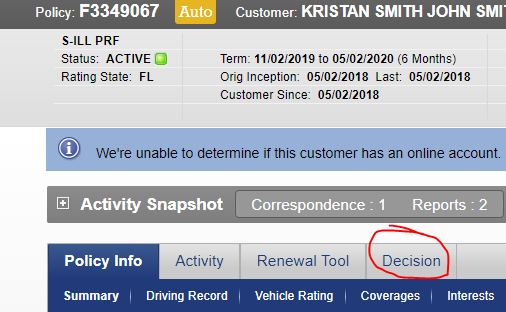 Policy: F3349067 Auto Customer: KRISTAN SMITH JOHN SMI
S-ILL PRF
Status: ACTIVE Term: 11/02/2019 to 05/02/2020 (6 Months)
Rating State: FL Orig Inception: 05/02/2018 Last: 05/02/2018
Customer Since: 05/02/2018
We're unable to determine if this customer has an online account.
Activity Snapshot Correspondence : 1 Reports : 2
Policy Info Activity Renewal Tool Decision
Summary Driving Record Vehicle Rating Coverages Interests